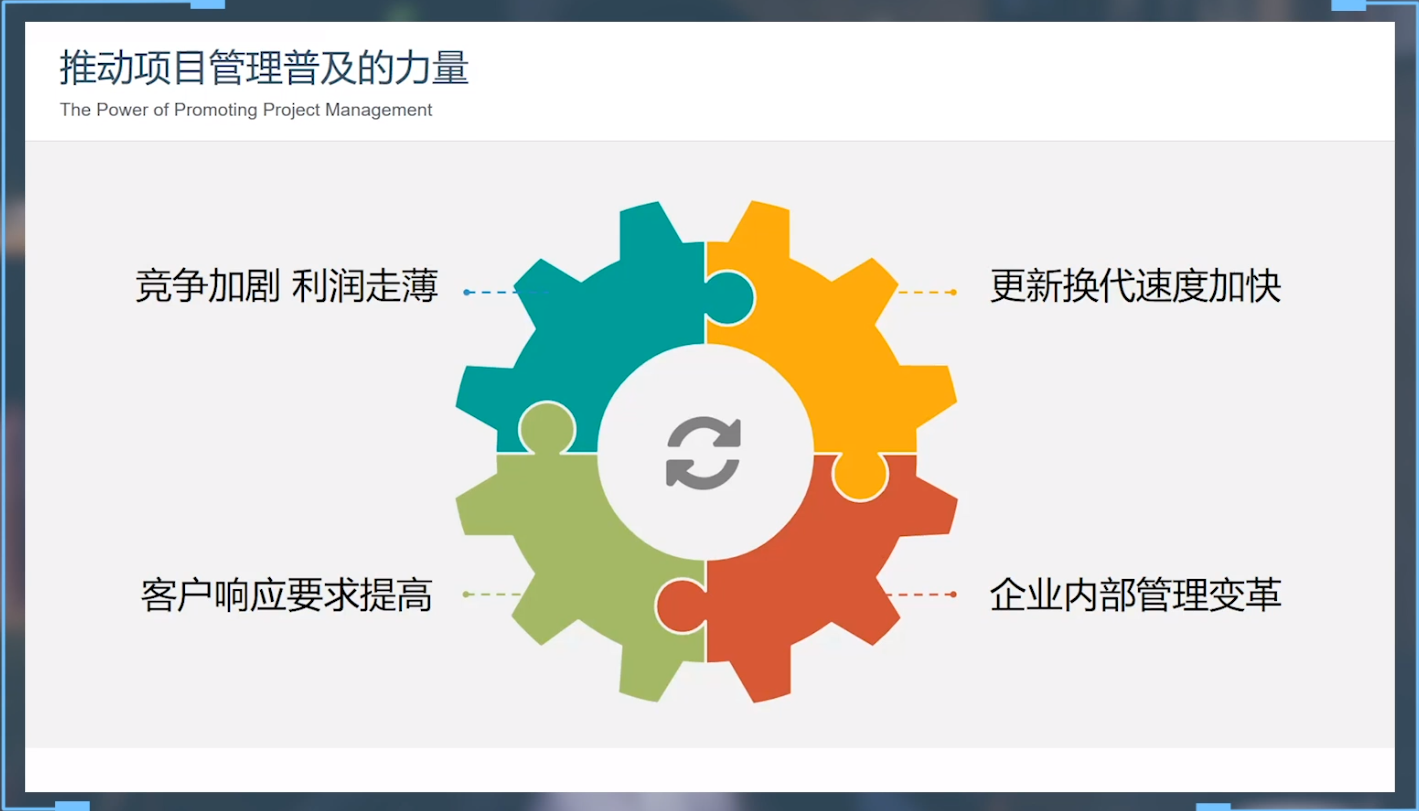 推动项目管理普及的力量
The Power of Promoting Project Management
竞争加剧 利润走薄
更新换代速度加快
客户响应要求提高
企业内部管理变革